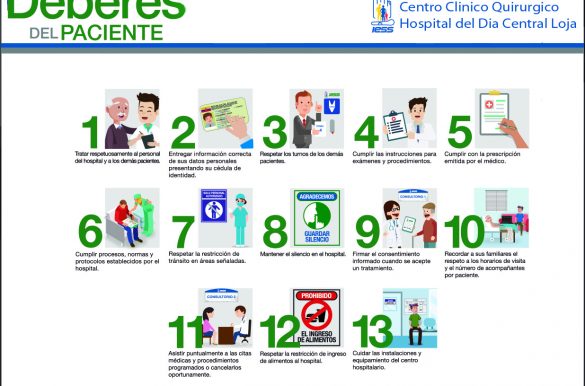 Deberes
DEL PACIENTE
Centro Clinico Quirurgico
Hospital del Dia Central Loja
iess
1
Tratar respetuosamente al personal
del hospital y a los demás pacientes.
2
Entregar información correcta
de sus datos personales
presentando su cédula de
identidad.
3
Respetar los turnos de los demás
pacientes.
4
Cumplir las instrucciones para
exámenes y procedimientos.
5
Cumplir con la prescripción
emitida por el médico.
6
Cumplir procesos, normas y
protocolos establecidos por el
hospital.
7
SOLO PERSONAL
AUTORIZADO
Respetar la restricción de
tránsito en áreas señaladas.
8
AGRADECEMOS
GUARDAR
SILENCIO
Mantener el silencio en el hospital.
9
CONSULTORIO 1
Firmar el consentimiento
informado cuando se acepte
un tratamiento.
10
Recordar a sus familiares el
respeto a los horarios de visita
y el número de acompañantes
por paciente.
11
CONSULTORIO 2
Asistir puntualmente a las citas
médicas y procedimientos
programados o cancelarlos
oportunamente.
12
PROHIBIDO
EL INGRESO
DE ALIMENTOS
Respetar la restricción de ingreso
de alimentos al hospital.
13
Cuidar las instalaciones y
equipamiento del centro
hospitalario.